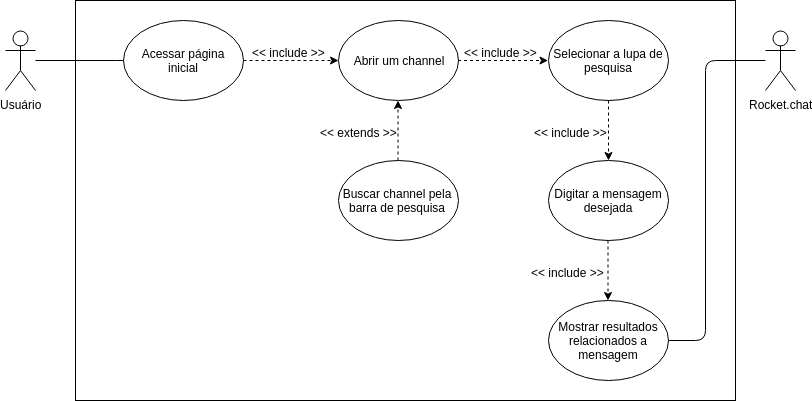 Usuário
Acessar página
inicial
<< include >>
Abrir um channel
<< include >>
Selecionar a lupa de
pesquisa
Rocket.chat
<< extends >>
<< include >>
Buscar channel pela
barra de pesquisa
Digitar a mensagem
desejada
<< include >>
Mostrar resultados
relacionados a
mensagem